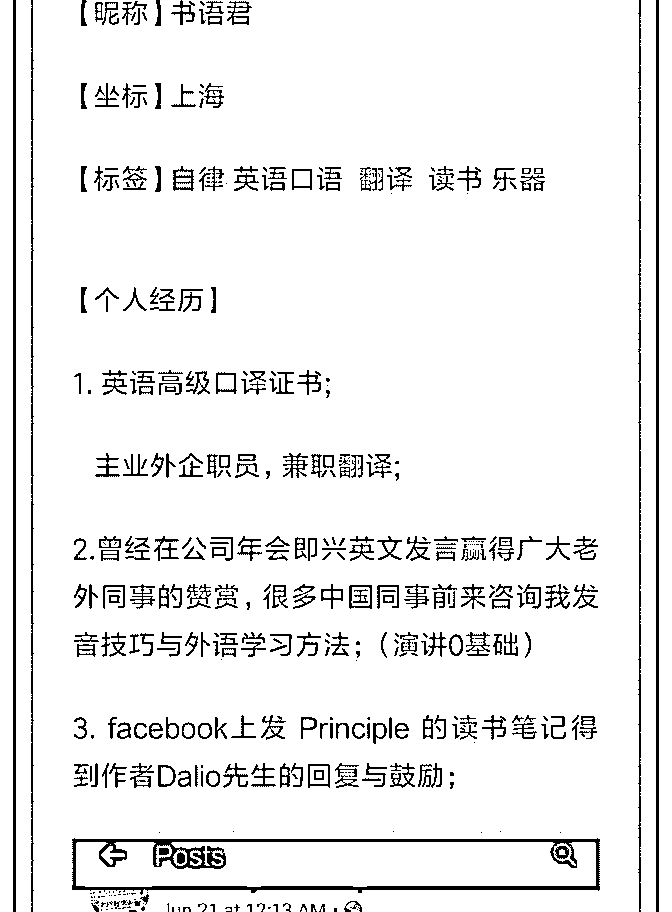 【昵称】书语君
【坐标】上海
【标签】自律 英语口语 翻译 读书 乐器
【个人经历】
1. 英语高级口译证书;
主业外企职员，兼职翻译;
2.曾经在公司年会即兴英文发言赢得广大老
外同事的赞赏，很多中国同事前来咨询我发
音技巧与外语学习方法;（演讲0基础）
3. facebook上发 Principle 的读书笔记得
到作者Dalio先生的回复与鼓励;
Posts
Jun 21 at 12:13 AM ·